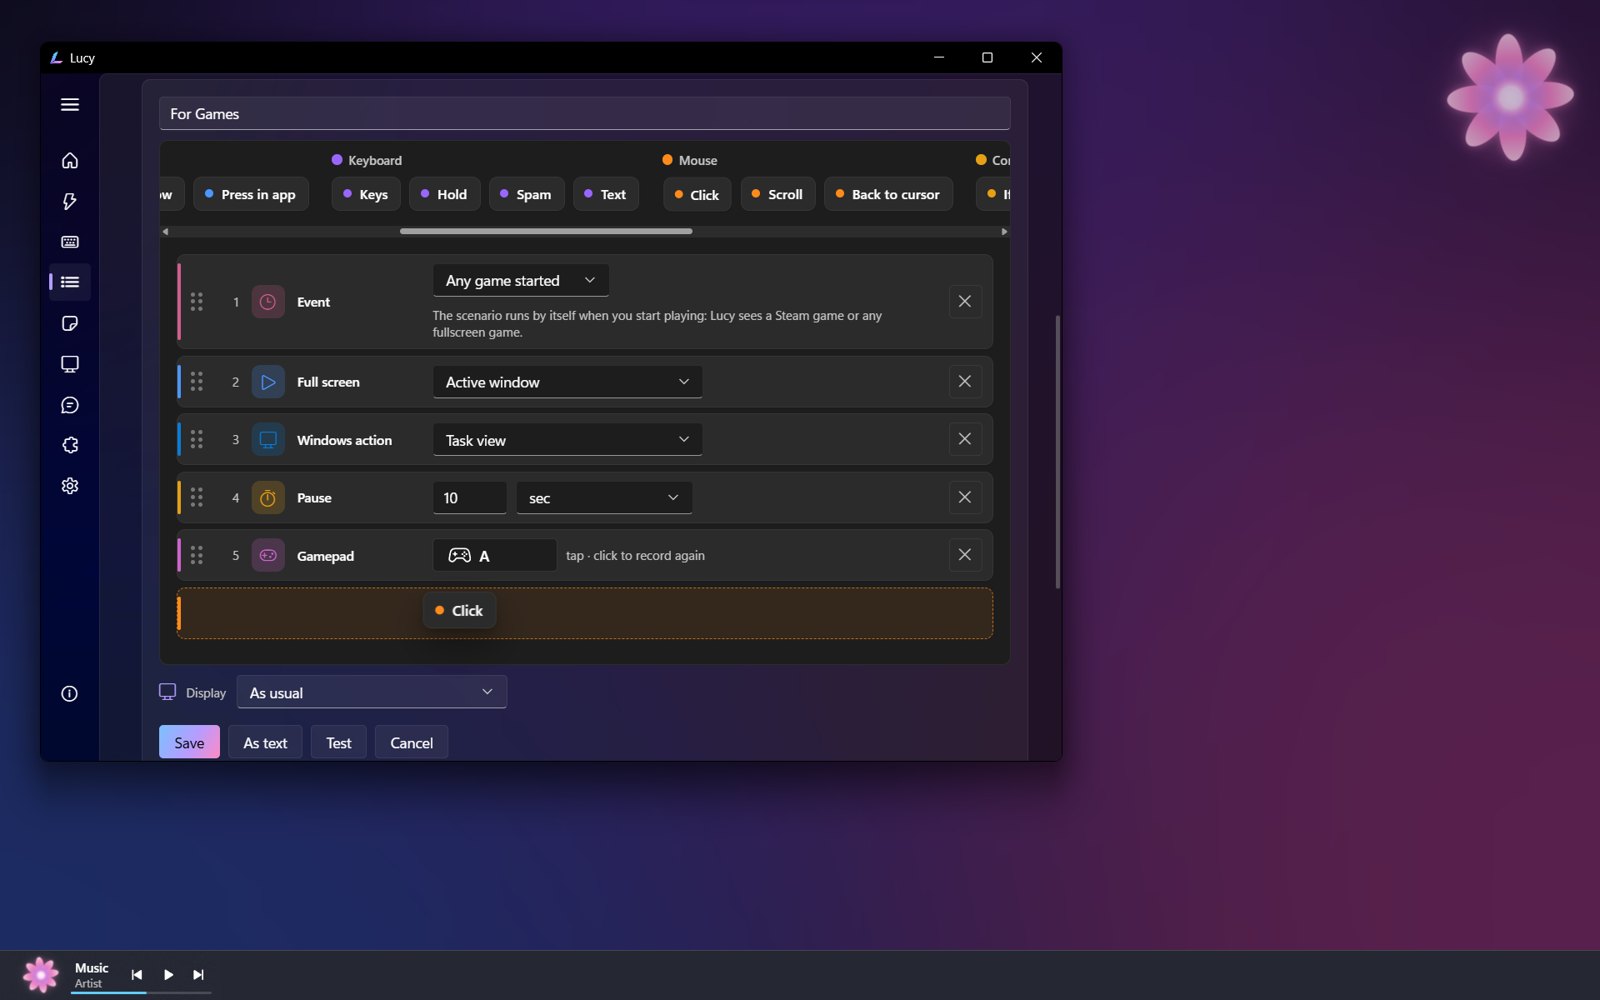 Lucy
For Games
Keyboard
Mouse
Press in app
Keys
Hold
Spam
Text
Click
Scroll
Back to cursor
1
Event
Any game started
The scenario runs by itself when you start playing: Lucy sees a Steam game or any
fullscreen game.
2
Full screen
Active window
3
Windows action
Task view
4
Pause
10
sec
5
Gamepad
A
tap · click to record again
Click
Display
As usual
Save
As text
Test
Cancel
Music
Artist